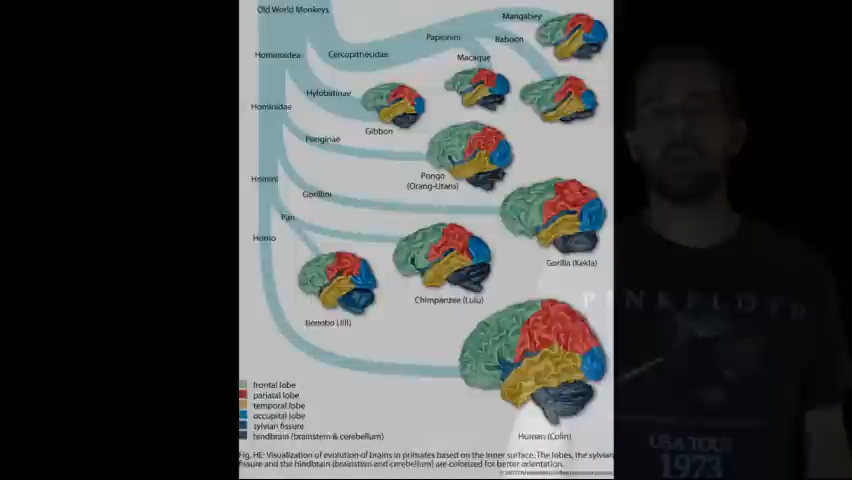 Old World Monkeys
Mangabey
Papionini
Baboon
Hominoidea
Cercopithecidae
Macaque
Hylobatinae
Hominidae
Gibbon
Ponginae
Pongo
(Orang-Utans)
Homini
Gorillini
Pan
Homo
Gorilla (Kekla)
Chimpanzee (Lulu)
Bonobo (Jill)
PINK FLOYD
frontal lobe
pariatal lobe
temporal lobe
occupital lobe
sylvian fissure
hindbrain (brainstem & cerebellum)
Human (Colin)
USA TOUR
1973
Fig. HE: Visualization of evolution of brains in primates based on the inner surface. The lobes, the sylvian
fissure and the hindbrain (brainstem and cerebellum) are colorized for better orientation.